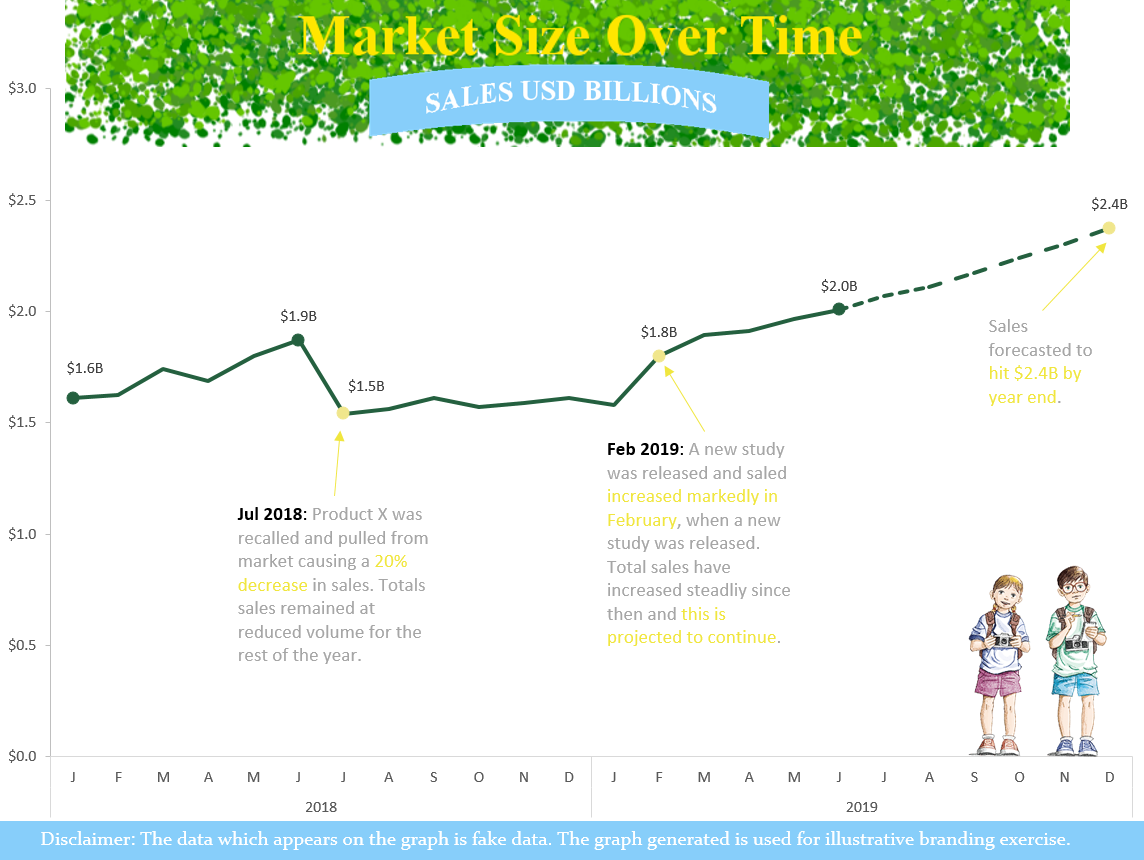 Market Size Over Time
SALES USD BILLIONS
$3.0
$2.5
$2.0
$1.5
$1.0
$0.5
$0.0
$1.6B
$1.9B
$1.5B
$1.8B
$2.0B
$2.4B
Jul 2018: Product X was
recalled and pulled from
market causing a 20%
decrease in sales. Totals
sales remained at
reduced volume for the
rest of the year.
Feb 2019: A new study
was released and saled
increased markedly in
February, when a new
study was released.
Total sales have
increased steadliy since
then and this is
projected to continue.
Sales
forecasted to
hit $2.4B by
year end.
J F M A M J J A S O N D J F M A M J J A S O N D
2018 2019
Disclaimer: The data which appears on the graph is fake data. The graph generated is used for illustrative branding exercise.